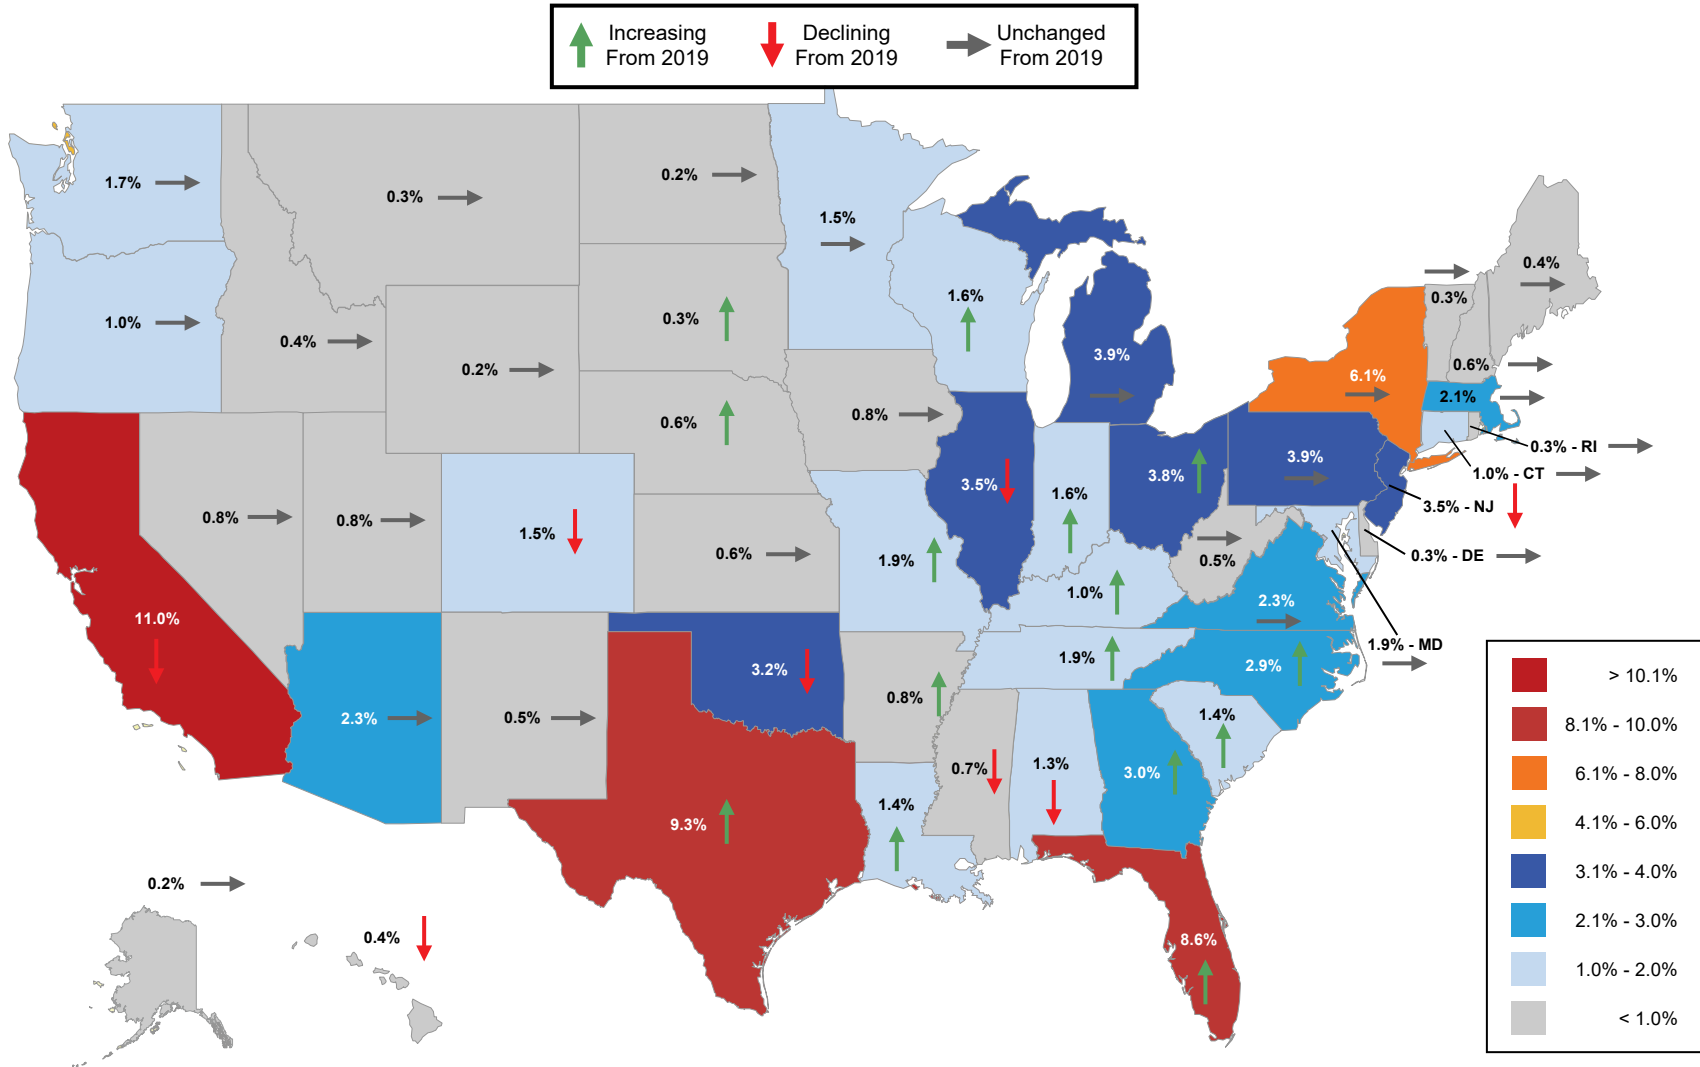 Increasing
From 2019
Declining
From 2019
Unchanged
From 2019
1.7%
0.3%
0.2%
1.5%
0.4%
1.0%
0.4%
0.2%
0.3%
1.6%
3.9%
6.1%
0.3%
0.6%
2.1%
0.6%
0.8%
0.3% - RI
1.0% - CT
3.5% - NJ
0.3% - DE
1.9% - MD
0.8%
0.8%
1.5%
0.6%
1.9%
3.5%
1.6%
3.8%
3.9%
0.5%
1.0%
2.3%
11.0%
2.3%
0.5%
3.2%
0.8%
1.9%
2.9%
1.4%
9.3%
1.4%
0.7%
1.3%
3.0%
8.6%
0.2%
0.4%
> 10.1%
8.1% - 10.0%
6.1% - 8.0%
4.1% - 6.0%
3.1% - 4.0%
2.1% - 3.0%
1.0% - 2.0%
< 1.0%